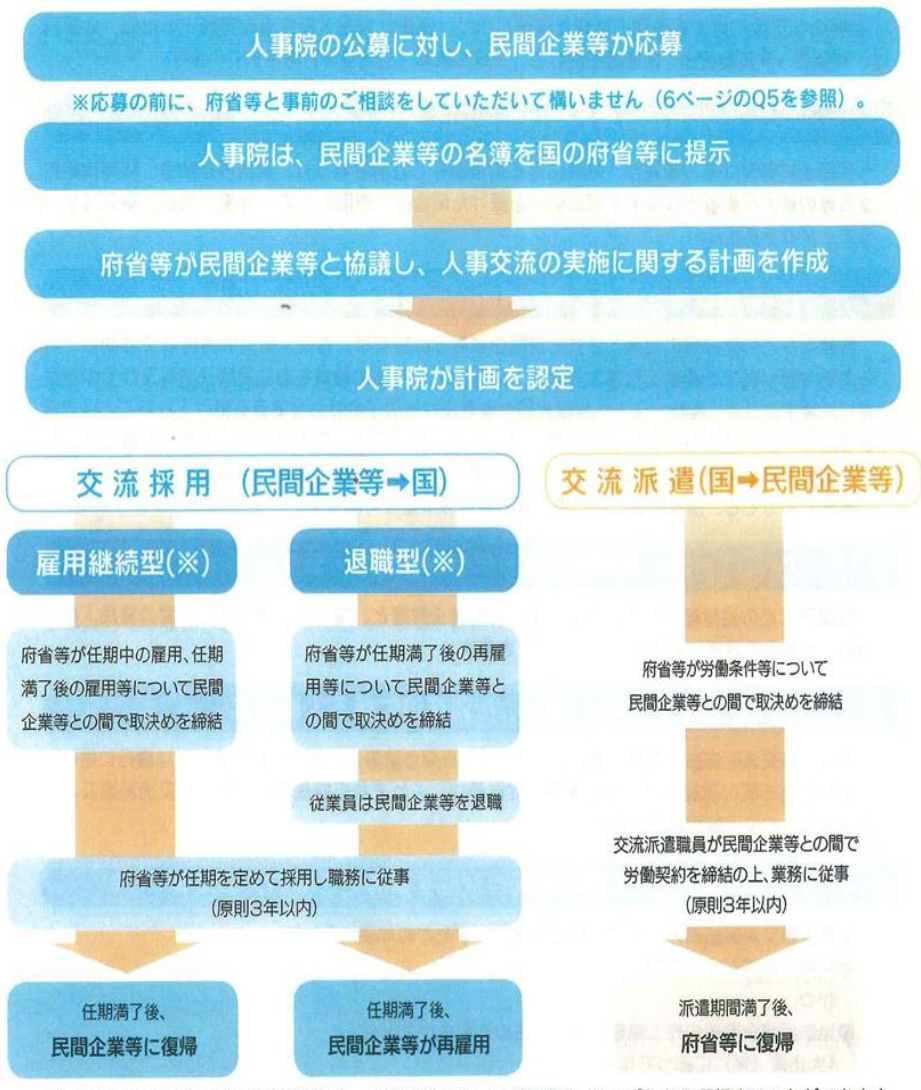 人事院の公募に対し、民間企業等が応募
※応募の前に、府省等と事前のご相談をしていただいて構いません（6ページのQ5を参照）。
人事院は、民間企業等の名簿を国の府省等に提示
府省等が民間企業等と協議し、人事交流の実施に関する計画を作成
人事院が計画を認定
交流採用 （民間企業等➡国）
交流派遣(国➡民間企業等)
雇用継続型(※)
退職型(※)
府省等が任期中の雇用、任期
満了後の雇用等について民間
企業等との間で取決めを締結
府省等が任期満了後の再雇
用等について民間企業等と
の間で取決めを締結
府省等が労働条件等について
民間企業等との間で取決めを締結
従業員は民間企業等を退職
府省等が任期を定めて採用し職務に従事
(原則3年以内)
交流派遣職員が民間企業等との間で
労働契約を締結の上、業務に従事
(原則3年以内)
任期満了後、
民間企業等に復帰
任期満了後、
民間企業等が再雇用
派遣期間満了後、
府省等に復帰